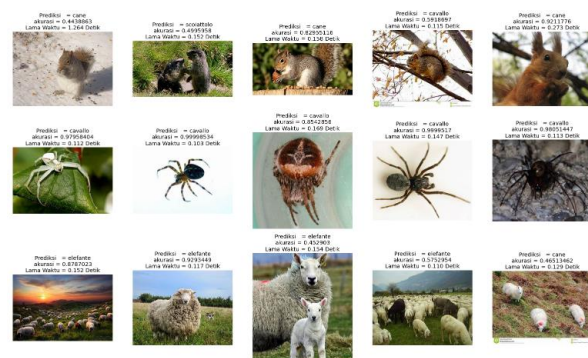 Prediksi = cane
akurasi = 0.4438863
Lama Waktu = 1.264 Detik
Prediksi = scoiattolo
akurasi = 0.4995958
Lama Waktu = 0.152 Detik
Prediksi = cane
akurasi = 0.82955116
Lama Waktu = 0.150 Detik
Prediksi = cavallo
akurasi = 0.5918697
Lama Waktu = 0.115 Detik
Prediksi = cane
akurasi = 0.9211776
Lama Waktu = 0.273 Detik
Prediksi = cavallo
akurasi = 0.97958404
Lama Waktu = 0.112 Detik
Prediksi = cavallo
akurasi = 0.99998534
Lama Waktu = 0.103 Detik
Prediksi = cavallo
akurasi = 0.8542856
Lama Waktu = 0.169 Detik
Prediksi = cavallo
akurasi = 0.9999517
Lama Waktu = 0.147 Detik
Prediksi = cavallo
akurasi = 0.98051447
Lama Waktu = 0.113 Detik
Prediksi = elefante
akurasi = 0.8787023
Lama Waktu = 0.152 Detik
Prediksi = elefante
akurasi = 0.9293448
Lama Waktu = 0.117 Detik
Prediksi = elefante
akurasi = 0.452903
Lama Waktu = 0.154 Detik
Prediksi = elefante
akurasi = 0.5752954
Lama Waktu = 0.110 Detik
Prediksi = cane
akurasi = 0.46513462
Lama Waktu = 0.129 Detik